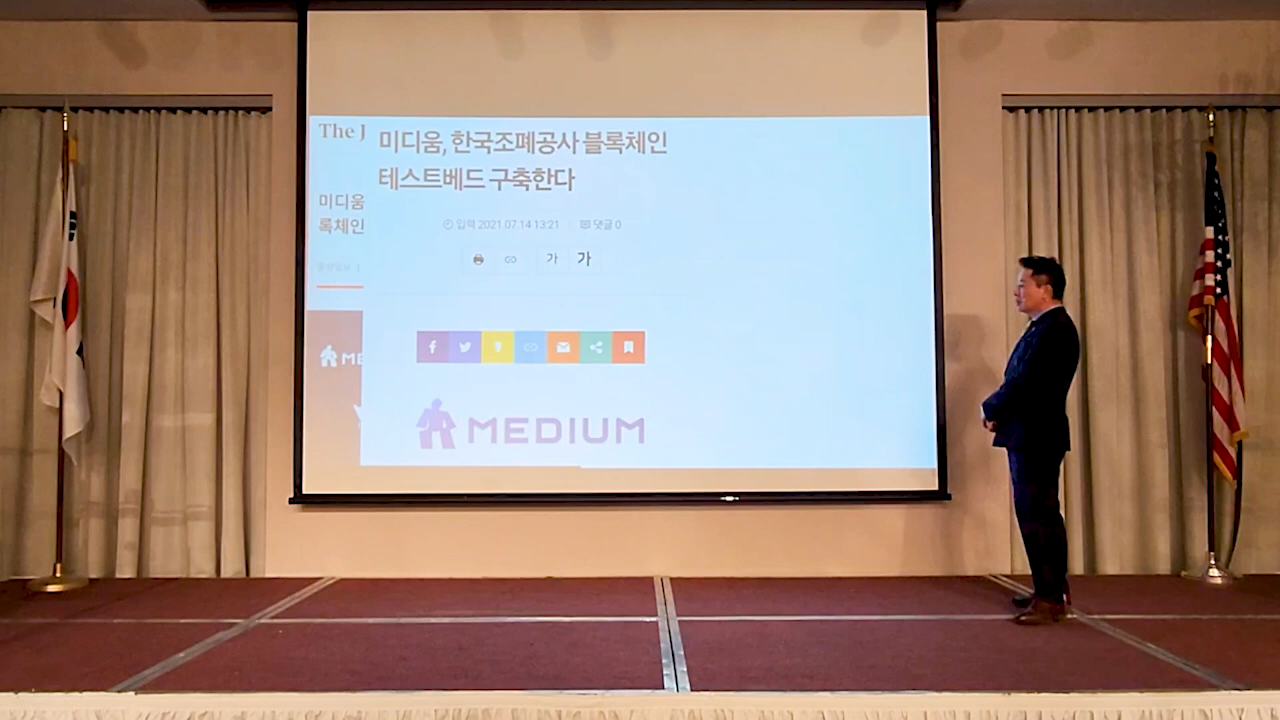 The J
미디움, 한국조폐공사 블록체인
테스트베드 구축한다
미디움
록체인
입력 2021.07.14 13:21
댓글 0
가 가
ME
MEDIUM